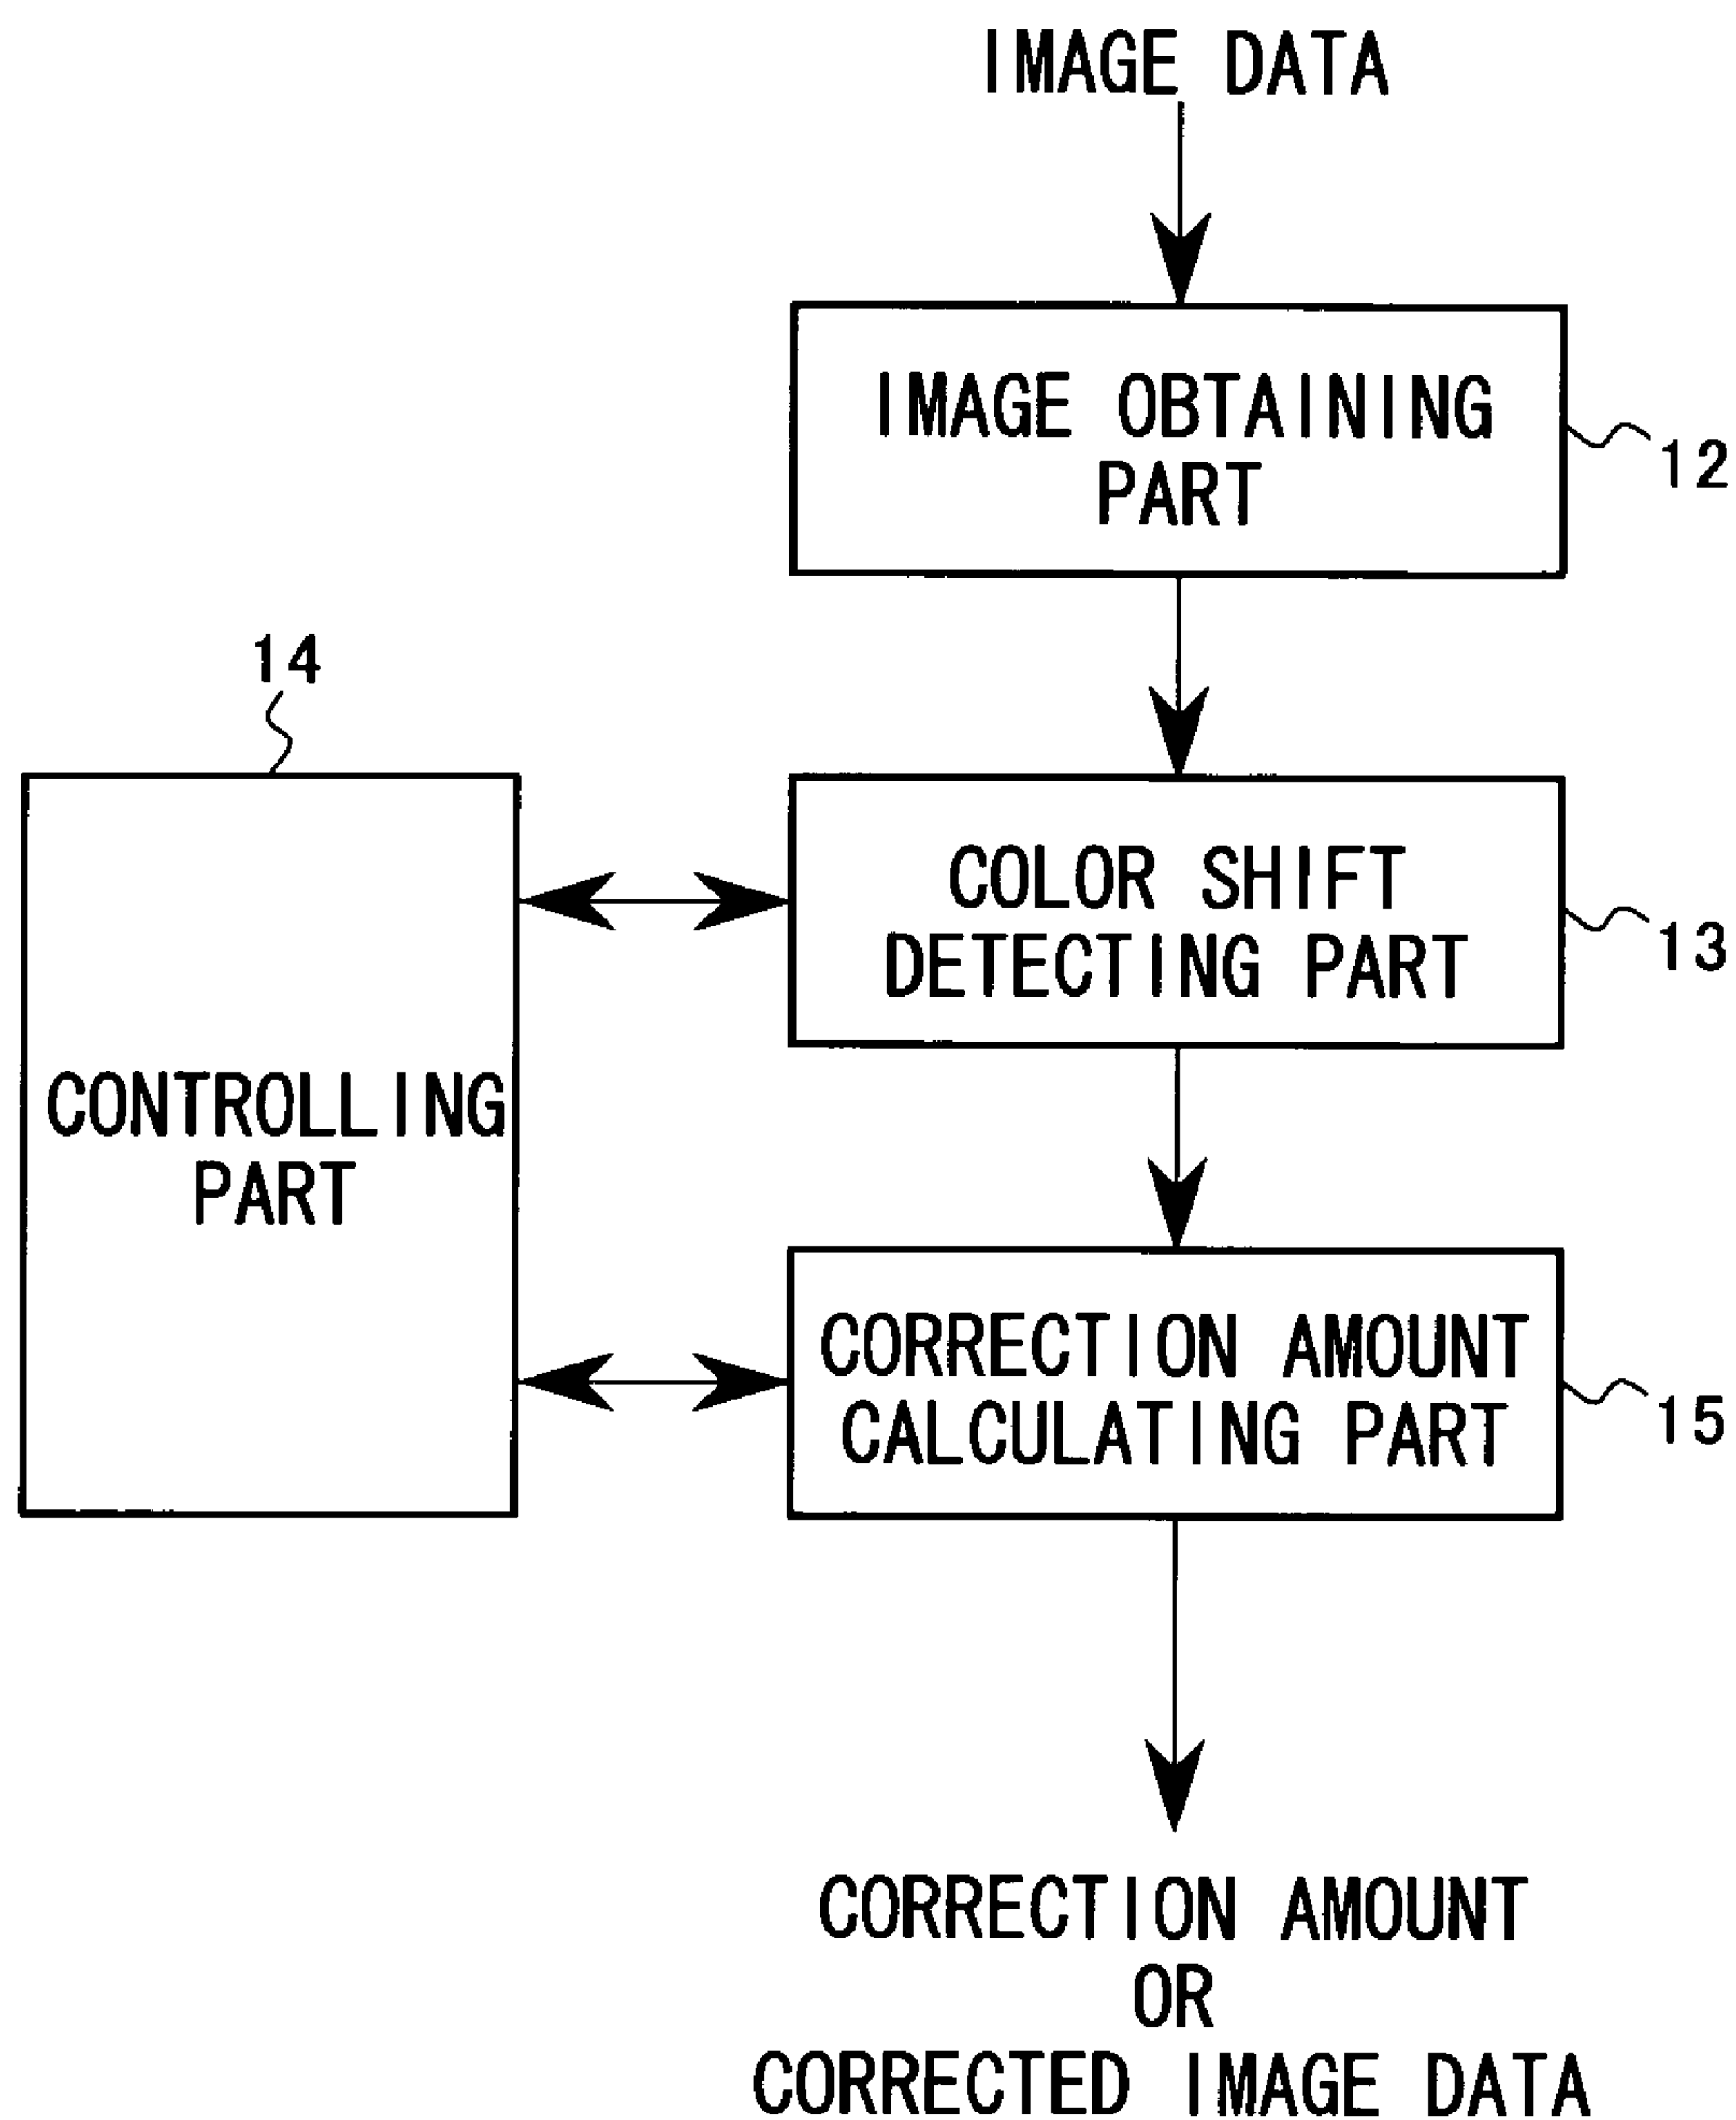 IMAGE DATA
IMAGE OBTAINING
PART
12
14
COLOR SHIFT
DETECTING PART
13
CONTROLLING
PART
CORRECTION AMOUNT
CALCULATING PART
15
CORRECTION AMOUNT
OR
CORRECTED IMAGE DATA